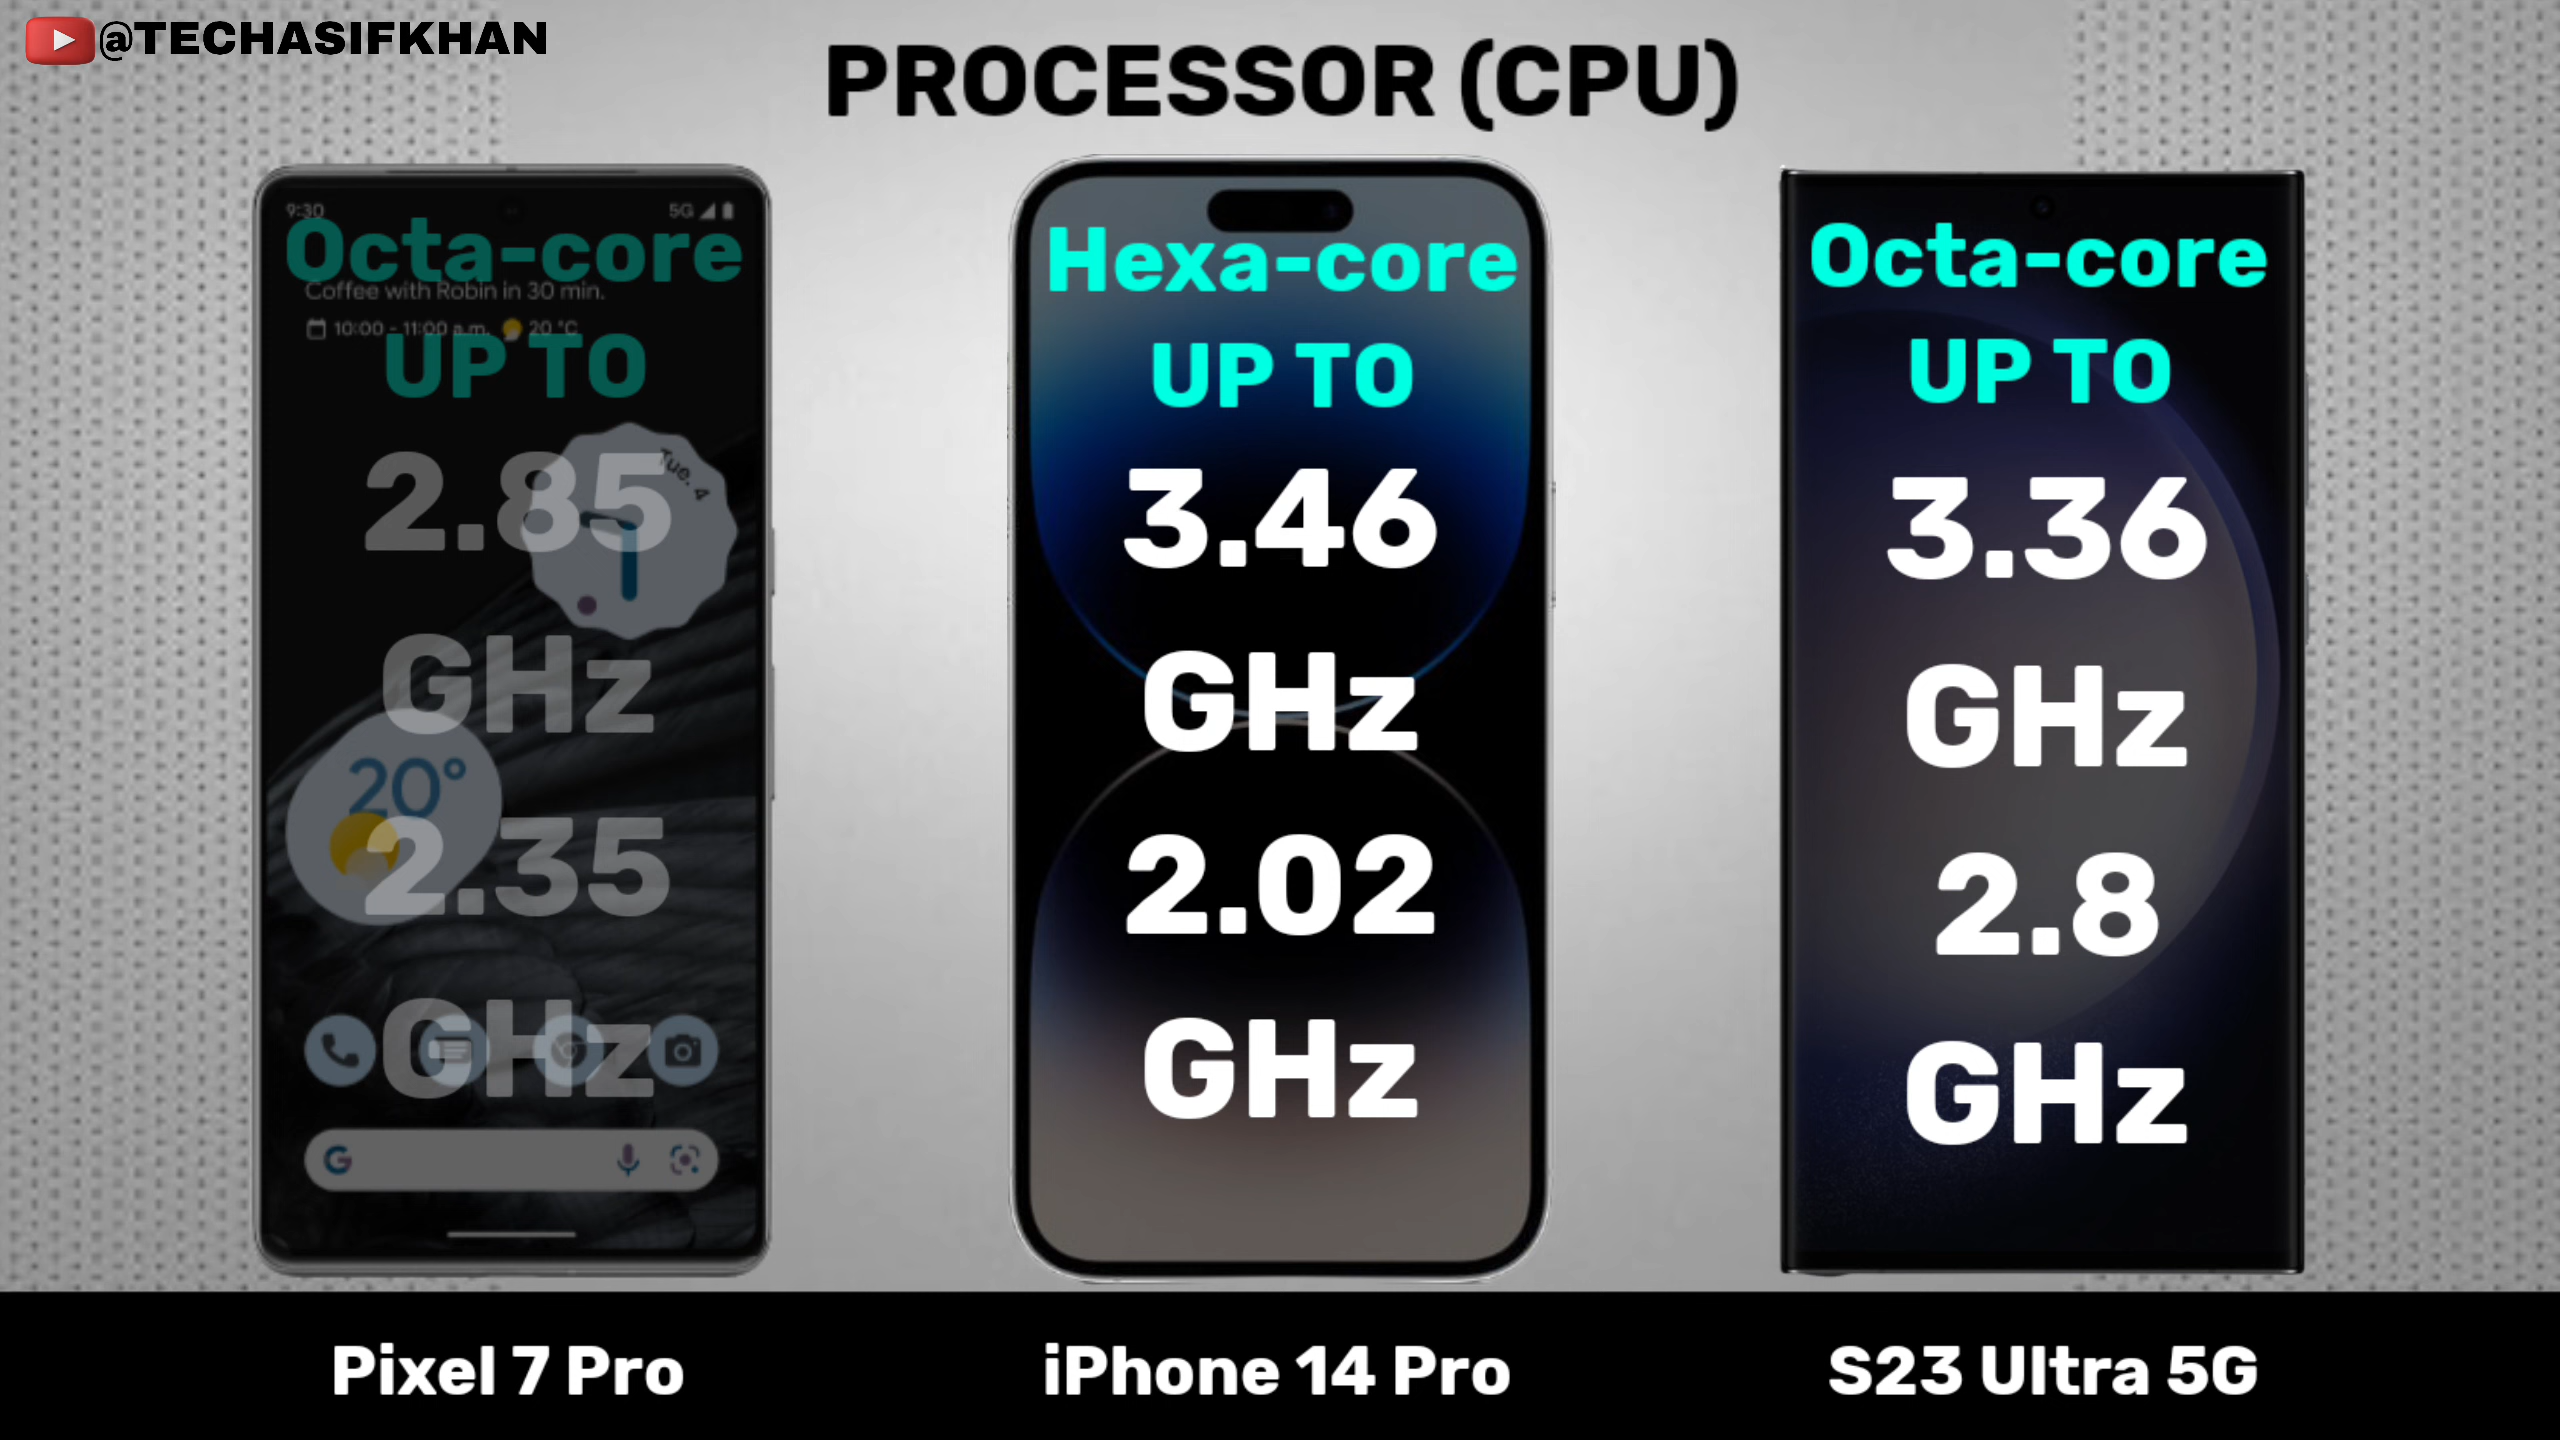 @TECHASIFKHAN
PROCESSOR (CPU)
9:30
5G
Octa-core
Coffee with Robin in 30 min.
10:00 - 11:00 a.m. 20 °C
UP TO
Tue. 4
2.85
GHz
20°
2.35
GHz
G
Pixel 7 Pro
Hexa-core
UP TO
3.46
GHz
2.02
GHz
iPhone 14 Pro
Octa-core
UP TO
3.36
GHz
2.8
GHz
S23 Ultra 5G